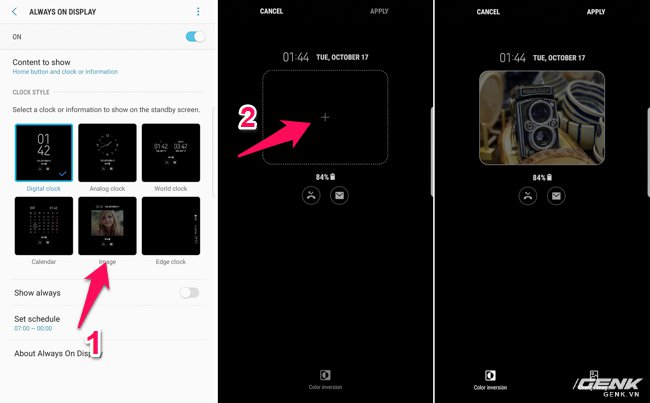 ALWAYS ON DISPLAY
ON
Content to show
Home button and clock or information
CLOCK STYLE
Select a clock or information to show on the standby screen.
01
42
Digital clock
Analog clock
World clock
Calendar
Image
Edge clock
Show always
Set schedule
07:00 ~ 00:00
About Always On Display
1
CANCEL
APPLY
01:44 TUE, OCTOBER 17
2
84%
Color inversion
CANCEL
APPLY
01:44 TUE, OCTOBER 17
84%
Color inversion
GENK
GENK.VN